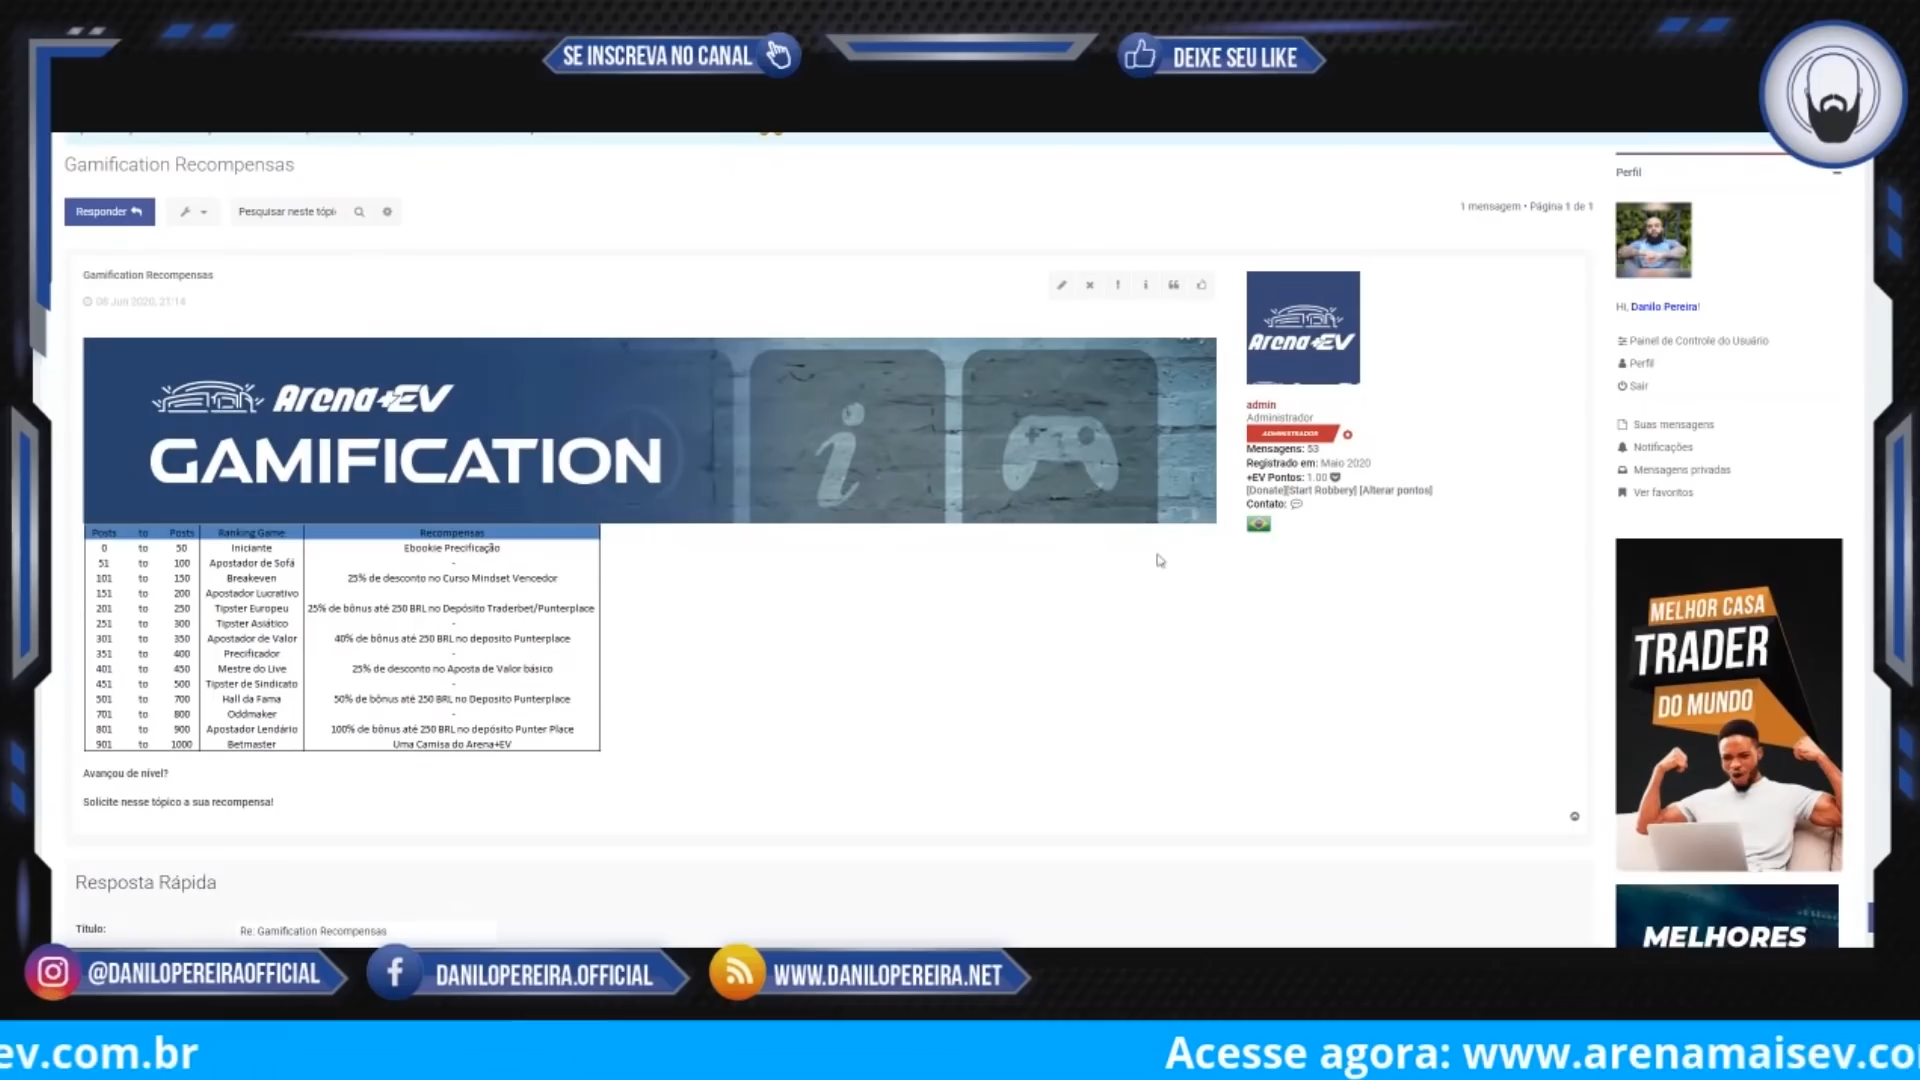 SE INSCREVA NO CANAL
DEIXE SEU LIKE
Gamification Recompensas
Responder
Pesquisar neste tópi
1 mensagem • Página 1 de 1
Gamification Recompensas
08 Jun 2020, 21:14
Arena+EV
GAMIFICATION
Posts to Posts Ranking Game Recompensas
0 to 50 Iniciante Ebookie Precificação
51 to 100 Apostador de Sofá -
101 to 150 Breakeven 25% de desconto no Curso Mindset Vencedor
151 to 200 Apostador Lucrativo
201 to 250 Tipster Europeu 25% de bônus até 250 BRL no Depósito Traderbet/Punterplace
251 to 300 Tipster Asiático -
301 to 350 Apostador de Valor 40% de bônus até 250 BRL no deposito Punterplace
351 to 400 Precificador -
401 to 450 Mestre do Live 25% de desconto no Aposta de Valor básico
451 to 500 Tipster de Sindicato -
501 to 700 Hall da Fama 50% de bônus até 250 BRL no Deposito Punterplace
701 to 800 Oddmaker -
801 to 900 Apostador Lendário 100% de bônus até 250 BRL no depósito Punter Place
901 to 1000 Betmaster Uma Camisa do Arena+EV
Avançou de nível?
Solicite nesse tópico a sua recompensa!
Arena+EV
admin
Administrador
ADMINISTRADOR
Mensagens: 53
Registrado em: Maio 2020
+EV Pontos: 1.00
[Donate][Start Robbery] [Alterar pontos]
Contato:
Perfil
Hi, Danilo Pereira!
Painel de Controle do Usuário
Perfil
Sair
Suas mensagens
Notificações
Mensagens privadas
Ver favoritos
MELHOR CASA
TRADER
DO MUNDO
MELHORES
Resposta Rápida
Título:
Re: Gamification Recompensas
@DANILOPEREIRAOFFICIAL
DANILOPEREIRA.OFFICIAL
WWW.DANILOPEREIRA.NET
ev.com.br
Acesse agora: www.arenamaisev.co